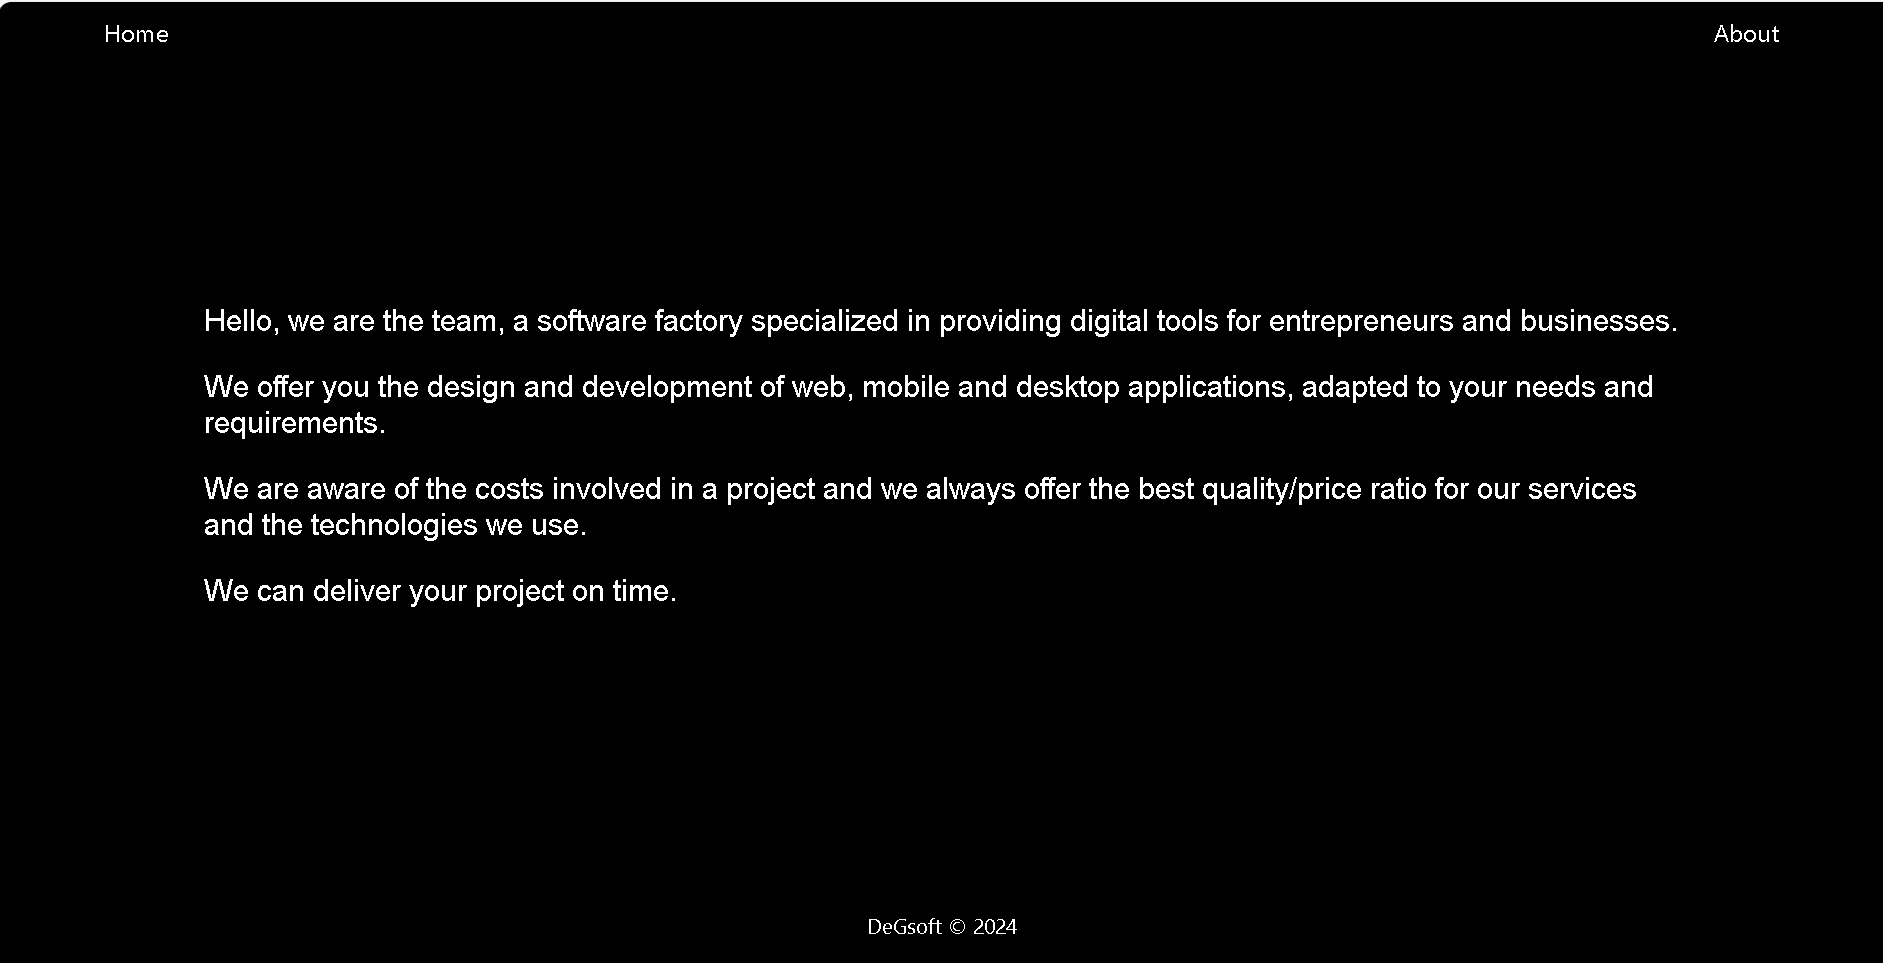 Home
About
Hello, we are the team, a software factory specialized in providing digital tools for entrepreneurs and businesses.
We offer you the design and development of web, mobile and desktop applications, adapted to your needs and
requirements.
We are aware of the costs involved in a project and we always offer the best quality/price ratio for our services
and the technologies we use.
We can deliver your project on time.
DeGsoft © 2024